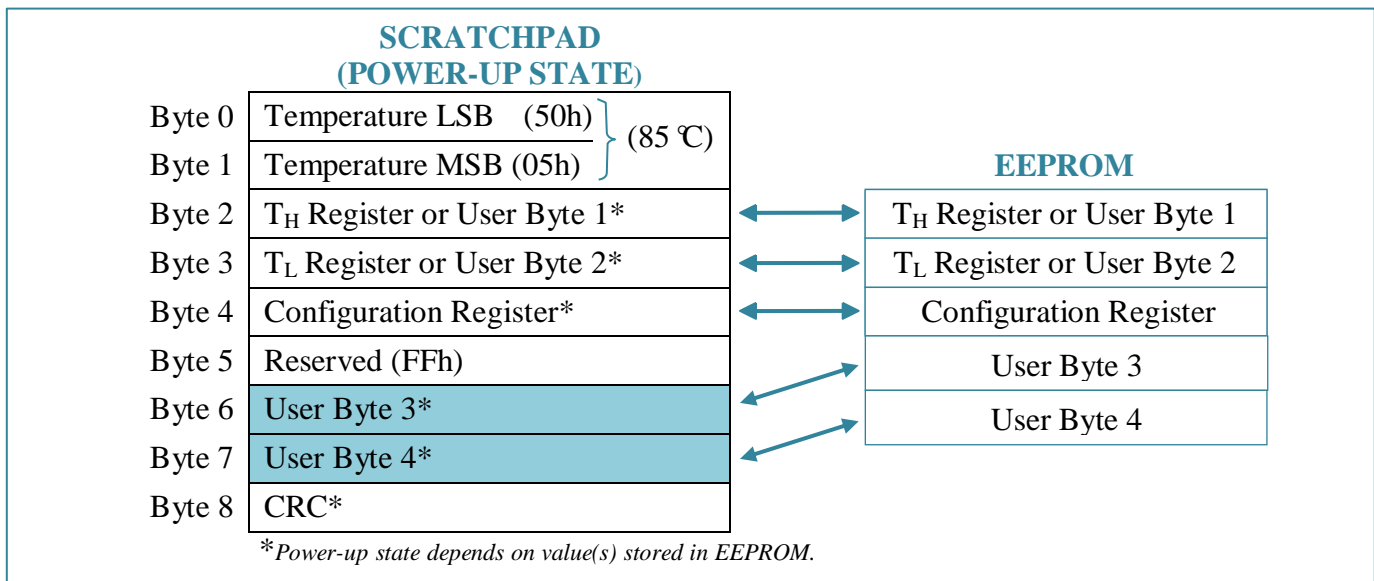 SCRATCHPAD
(POWER-UP STATE)
Byte 0 Temperature LSB (50h)
(85 °C)
Byte 1 Temperature MSB (05h)
EEPROM
Byte 2 TH Register or User Byte 1* TH Register or User Byte 1
Byte 3 TL Register or User Byte 2* TL Register or User Byte 2
Byte 4 Configuration Register* Configuration Register
Byte 5 Reserved (FFh) User Byte 3
Byte 6 User Byte 3* User Byte 4
Byte 7 User Byte 4*
Byte 8 CRC*
*Power-up state depends on value(s) stored in EEPROM.